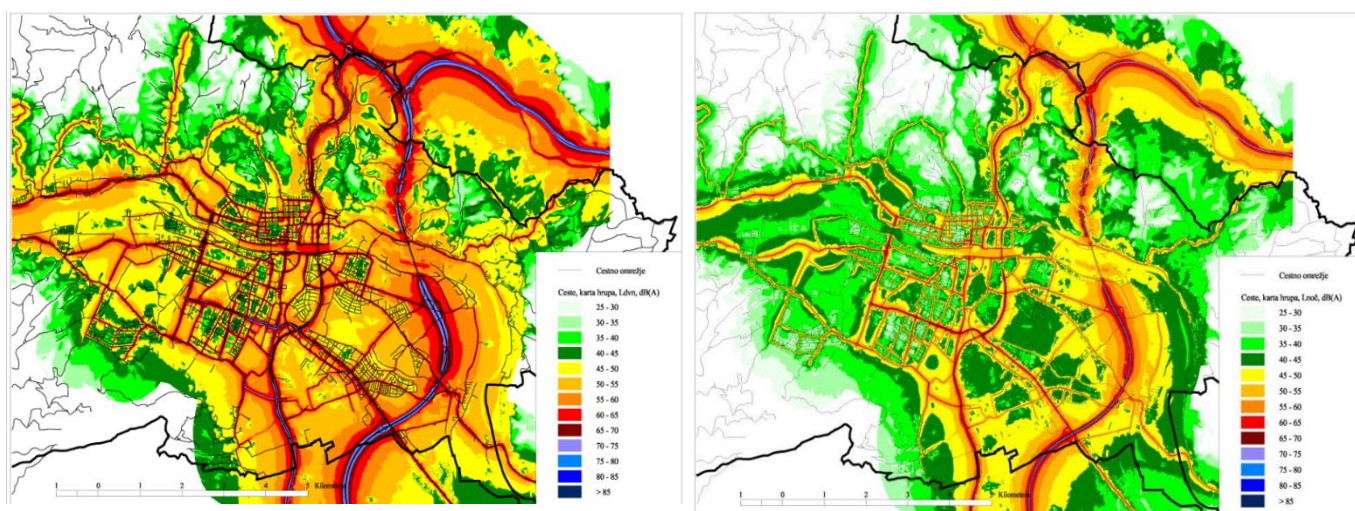 Cestno omrežje
Ceste, karta hrupa, Ldvn, dB(A)
25 - 30
30 - 35
35 - 40
40 - 45
45 - 50
50 - 55
55 - 60
60 - 65
65 - 70
70 - 75
75 - 80
80 - 85
> 85
1 0 1 2 3 4 5 Kilometers
Cestno omrežje
Ceste, karta hrupa, Lnoč, dB(A)
25 - 30
30 - 35
35 - 40
40 - 45
45 - 50
50 - 55
55 - 60
60 - 65
65 - 70
70 - 75
75 - 80
80 - 85
> 85
1 0 1 2 3 4 5 Kilometers